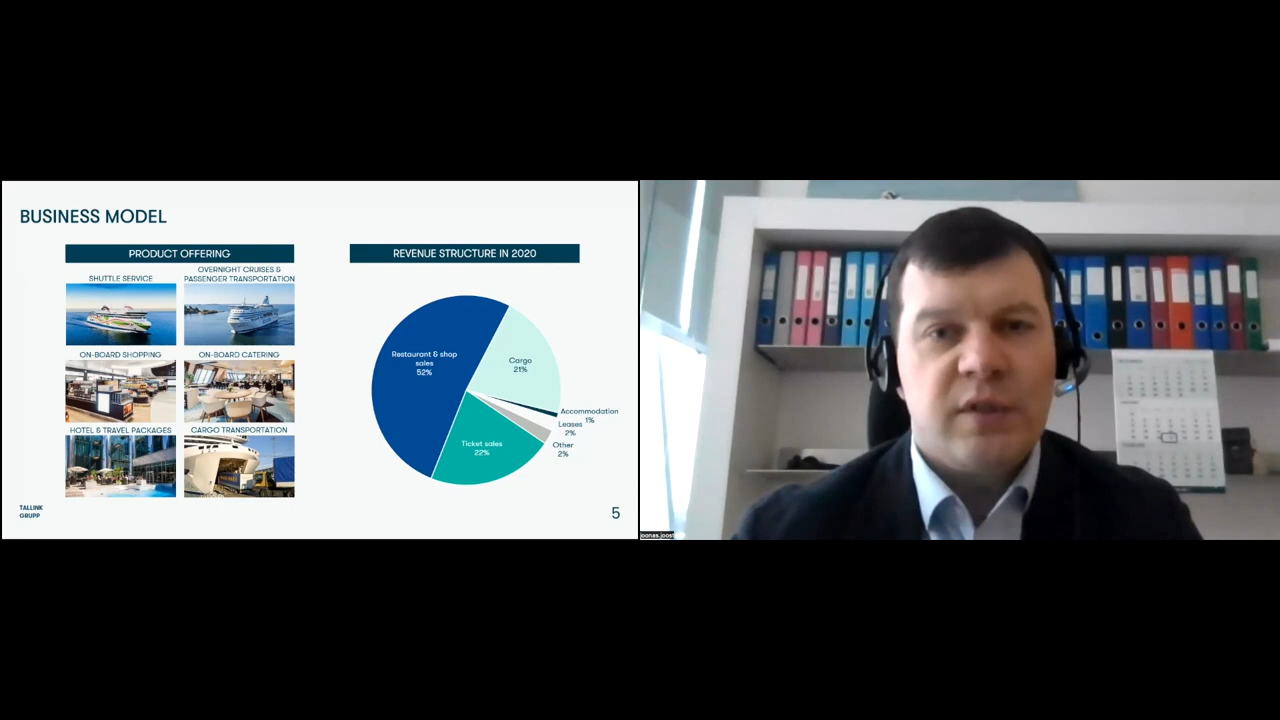 BUSINESS MODEL
PRODUCT OFFERING
SHUTTLE SERVICE
OVERNIGHT CRUISES &
PASSENGER TRANSPORTATION
ON-BOARD SHOPPING
ON-BOARD CATERING
HOTEL & TRAVEL PACKAGES
CARGO TRANSPORTATION
REVENUE STRUCTURE IN 2020
Restaurant & shop
sales
52%
Cargo
21%
Accommodation
1%
Leases
2%
Other
2%
Ticket sales
22%
TALLINK
GRUPP
5
joonas.joost